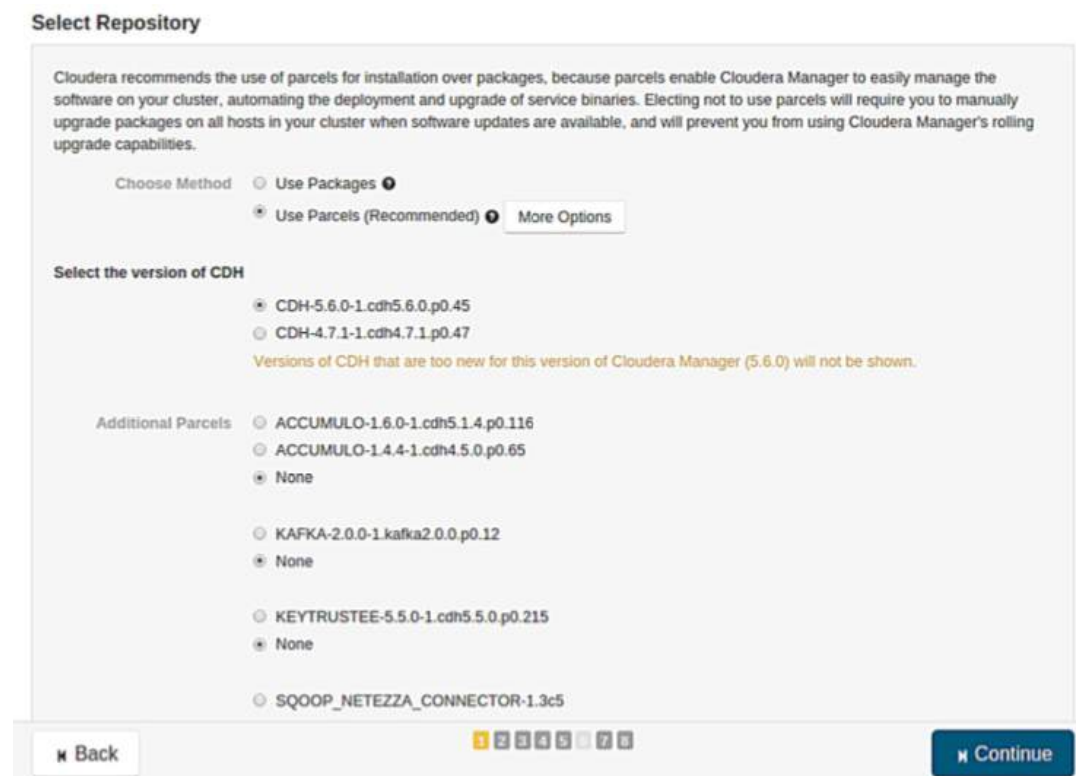 Select Repository
Cloudera recommends the use of parcels for installation over packages, because parcels enable Cloudera Manager to easily manage the
software on your cluster, automating the deployment and upgrade of service binaries. Electing not to use parcels will require you to manually
upgrade packages on all hosts in your cluster when software updates are available, and will prevent you from using Cloudera Manager's rolling
upgrade capabilities.
Choose Method Use Packages ?
Use Parcels (Recommended) ? More Options
Select the version of CDH
CDH-5.6.0-1.cdh5.6.0.p0.45
CDH-4.7.1-1.cdh4.7.1.p0.47
Versions of CDH that are too new for this version of Cloudera Manager (5.6.0) will not be shown.
Additional Parcels ACCUMULO-1.6.0-1.cdh5.1.4.p0.116
ACCUMULO-1.4.4-1.cdh4.5.0.p0.65
None
KAFKA-2.0.0-1.kafka2.0.0.p0.12
None
KEYTRUSTEE-5.5.0-1.cdh5.5.0.p0.215
None
SQOOP_NETEZZA_CONNECTOR-1.3c5
Back 1 2 3 4 5 7 8 Continue